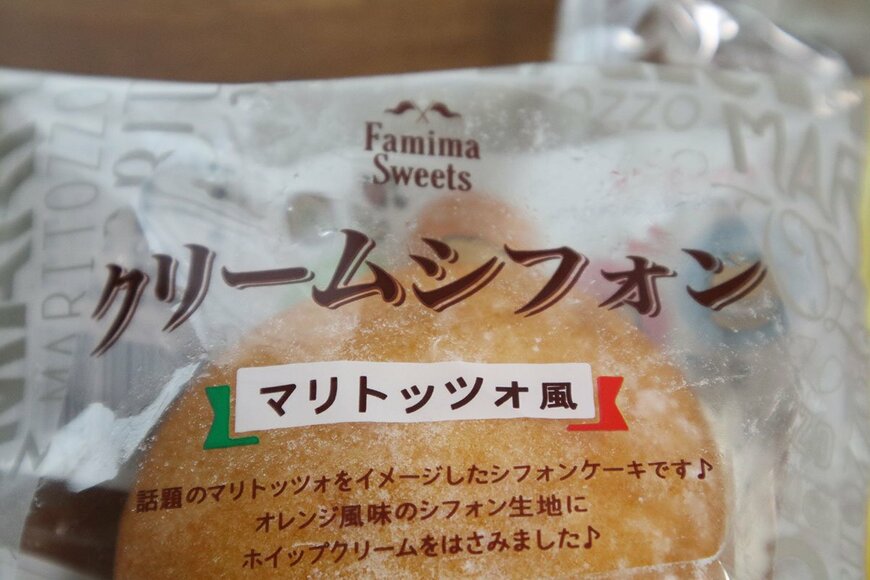 Famima
Sweets
クリームシフォン
マリトッツォ風
話題のマリトッツォをイメージしたシフォンケーキです♪
オレンジ風味のシフォン生地に
ホイップクリームをはさみました♪
MARITOZZO